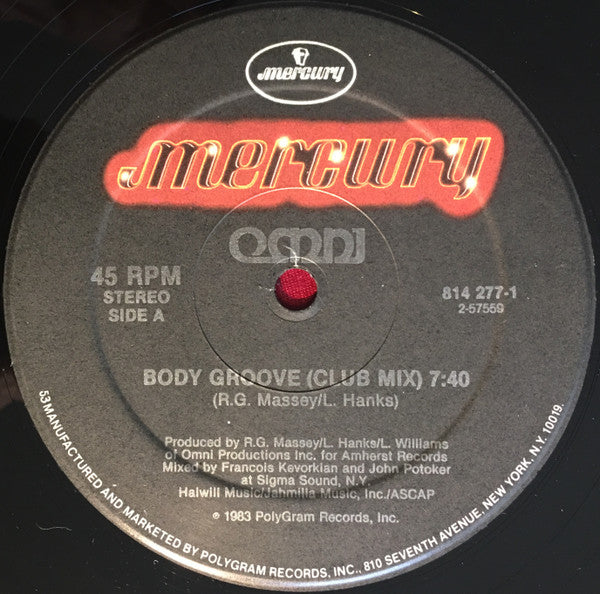 mercury
mercury
OMNI
45 RPM
STEREO
SIDE A
814 277-1
2-57559
BODY GROOVE (CLUB MIX) 7:40
(R.G. Massey/L. Hanks)
Produced by R.G. Massey/L. Hanks/L. Williams
of Omni Productions Inc. for Amherst Records
Mixed by Francois Kevorkian and John Potoker
at Sigma Sound, N.Y.
Halwill Music/Jahmilla Music, Inc./ASCAP
℗ 1983 PolyGram Records, Inc.
53 MANUFACTURED AND MARKETED BY POLYGRAM RECORDS, INC., 810 SEVENTH AVENUE, NEW YORK, N.Y. 10019.